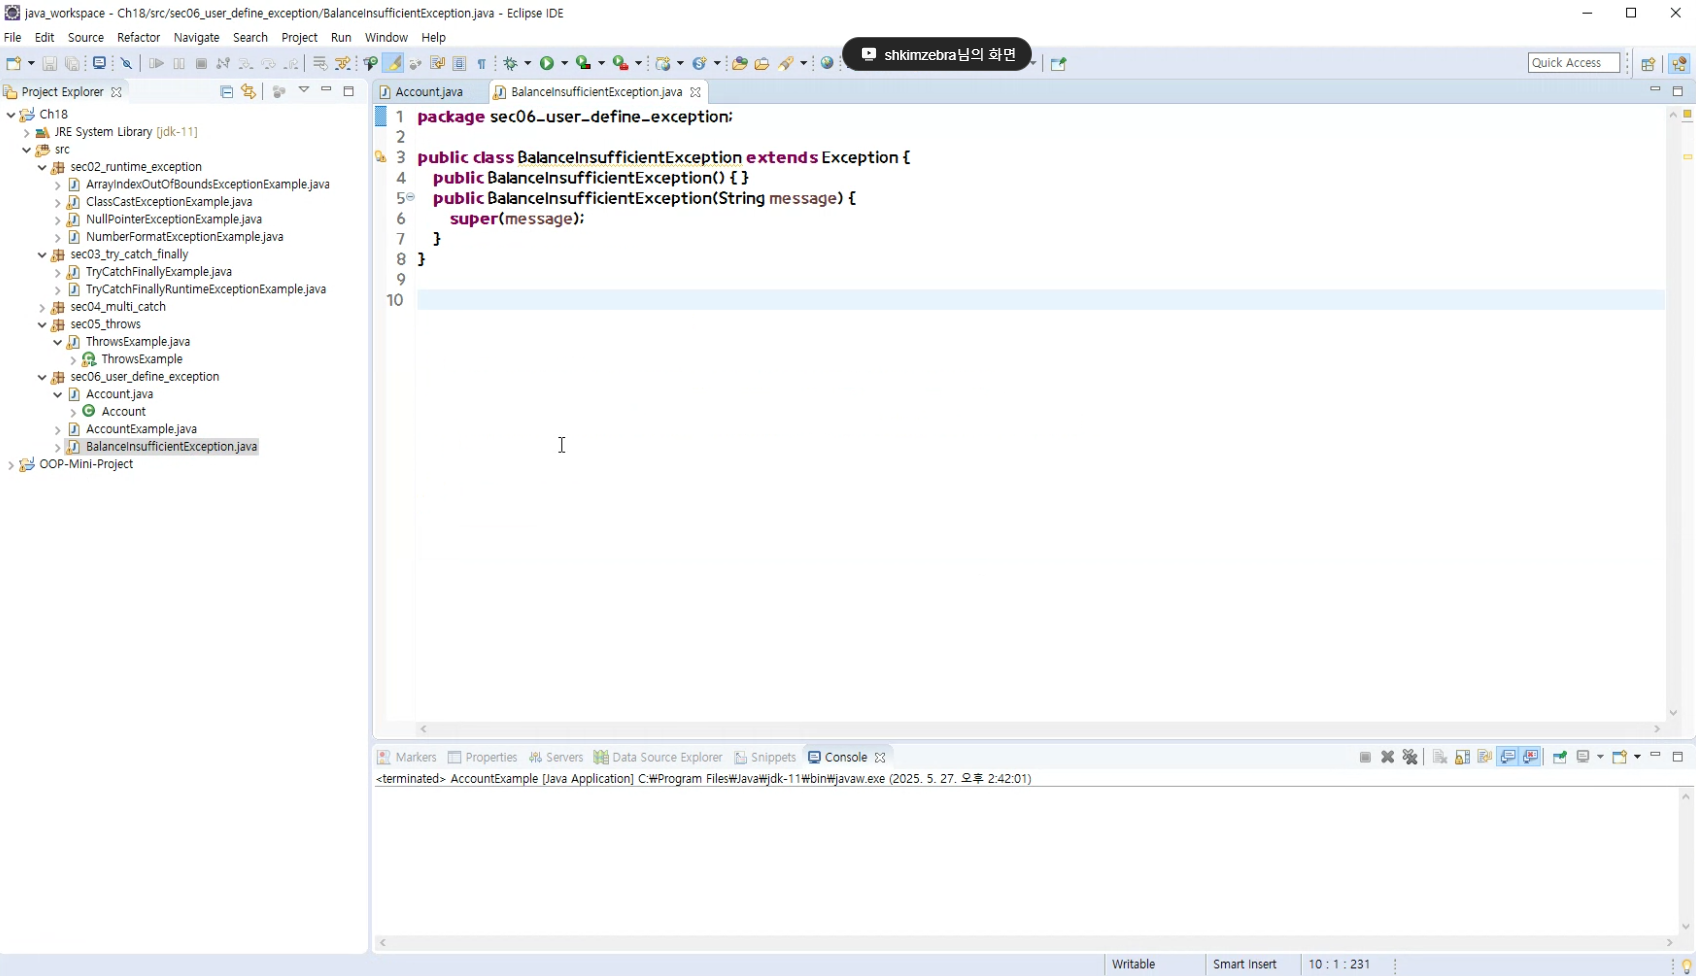 java_workspace - Ch18/src/sec06_user_define_exception/BalanceInsufficientException.java - Eclipse IDE
File Edit Source Refactor Navigate Search Project Run Window Help
shkimzebra님의 화면
Quick Access
Project Explorer
Account.java
BalanceInsufficientException.java
Ch18
JRE System Library [jdk-11]
src
sec02_runtime_exception
ArrayIndexOutOfBoundsExceptionExample.java
ClassCastExceptionExample.java
NullPointerExceptionExample.java
NumberFormatExceptionExample.java
sec03_try_catch_finally
TryCatchFinallyExample.java
TryCatchFinallyRuntimeExceptionExample.java
sec04_multi_catch
sec05_throws
ThrowsExample.java
ThrowsExample
sec06_user_define_exception
Account.java
Account
AccountExample.java
BalanceInsufficientException.java
OOP-Mini-Project
1 package sec06_user_define_exception;
2
3 public class BalanceInsufficientException extends Exception {
4 public BalanceInsufficientException() { }
5 public BalanceInsufficientException(String message) {
6 super(message);
7 }
8 }
9
10
Markers Properties Servers Data Source Explorer Snippets Console
<terminated> AccountExample [Java Application] C:₩Program Files₩Java₩jdk-11₩bin₩javaw.exe (2025. 5. 27. 오후 2:42:01)
Writable Smart Insert 10 : 1 : 231